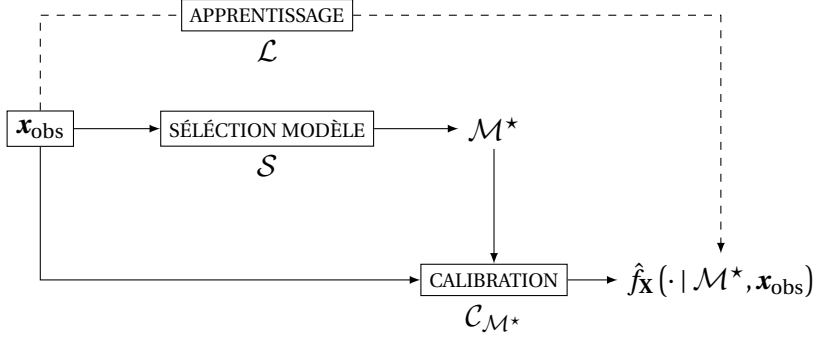 APPRENTISSAGE
ℒ
𝒙obs
SÉLÉCTION MODÈLE
𝒮
ℳ⋆
CALIBRATION
𝒞ℳ⋆
f̂𝐗(· | ℳ⋆, 𝒙obs)